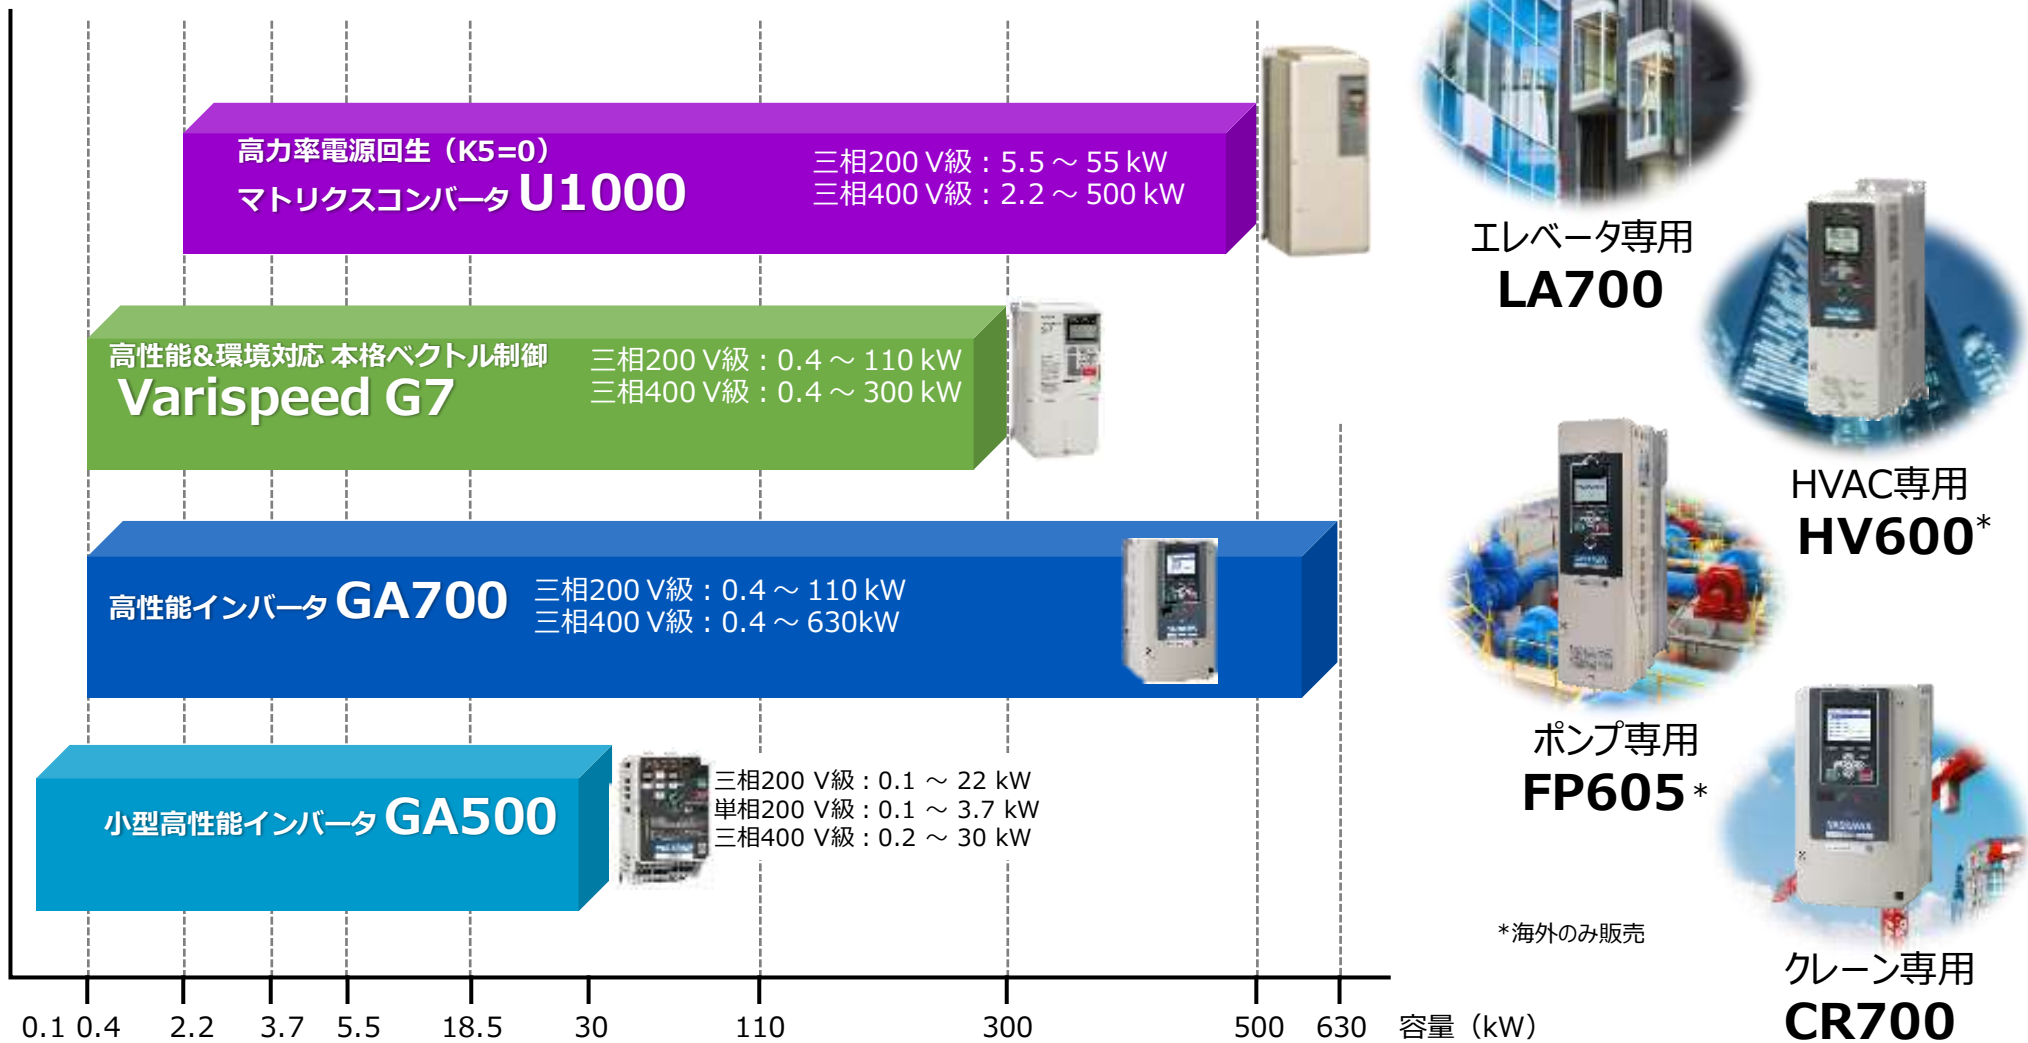 高力率電源回生（K5=0）
マトリクスコンバータ U1000
三相200 V級：5.5 ～ 55 kW
三相400 V級：2.2 ～ 500 kW
高性能&環境対応 本格ベクトル制御
Varispeed G7
三相200 V級：0.4 ～ 110 kW
三相400 V級：0.4 ～ 300 kW
高性能インバータ GA700
三相200 V級：0.4 ～ 110 kW
三相400 V級：0.4 ～ 630kW
小型高性能インバータ GA500
三相200 V級：0.1 ～ 22 kW
単相200 V級：0.1 ～ 3.7 kW
三相400 V級：0.2 ～ 30 kW
0.1 0.4 2.2 3.7 5.5 18.5 30 110 300 500 630 容量（kW）
エレベータ専用
LA700
HVAC専用
HV600*
ポンプ専用
FP605*
*海外のみ販売
クレーン専用
CR700